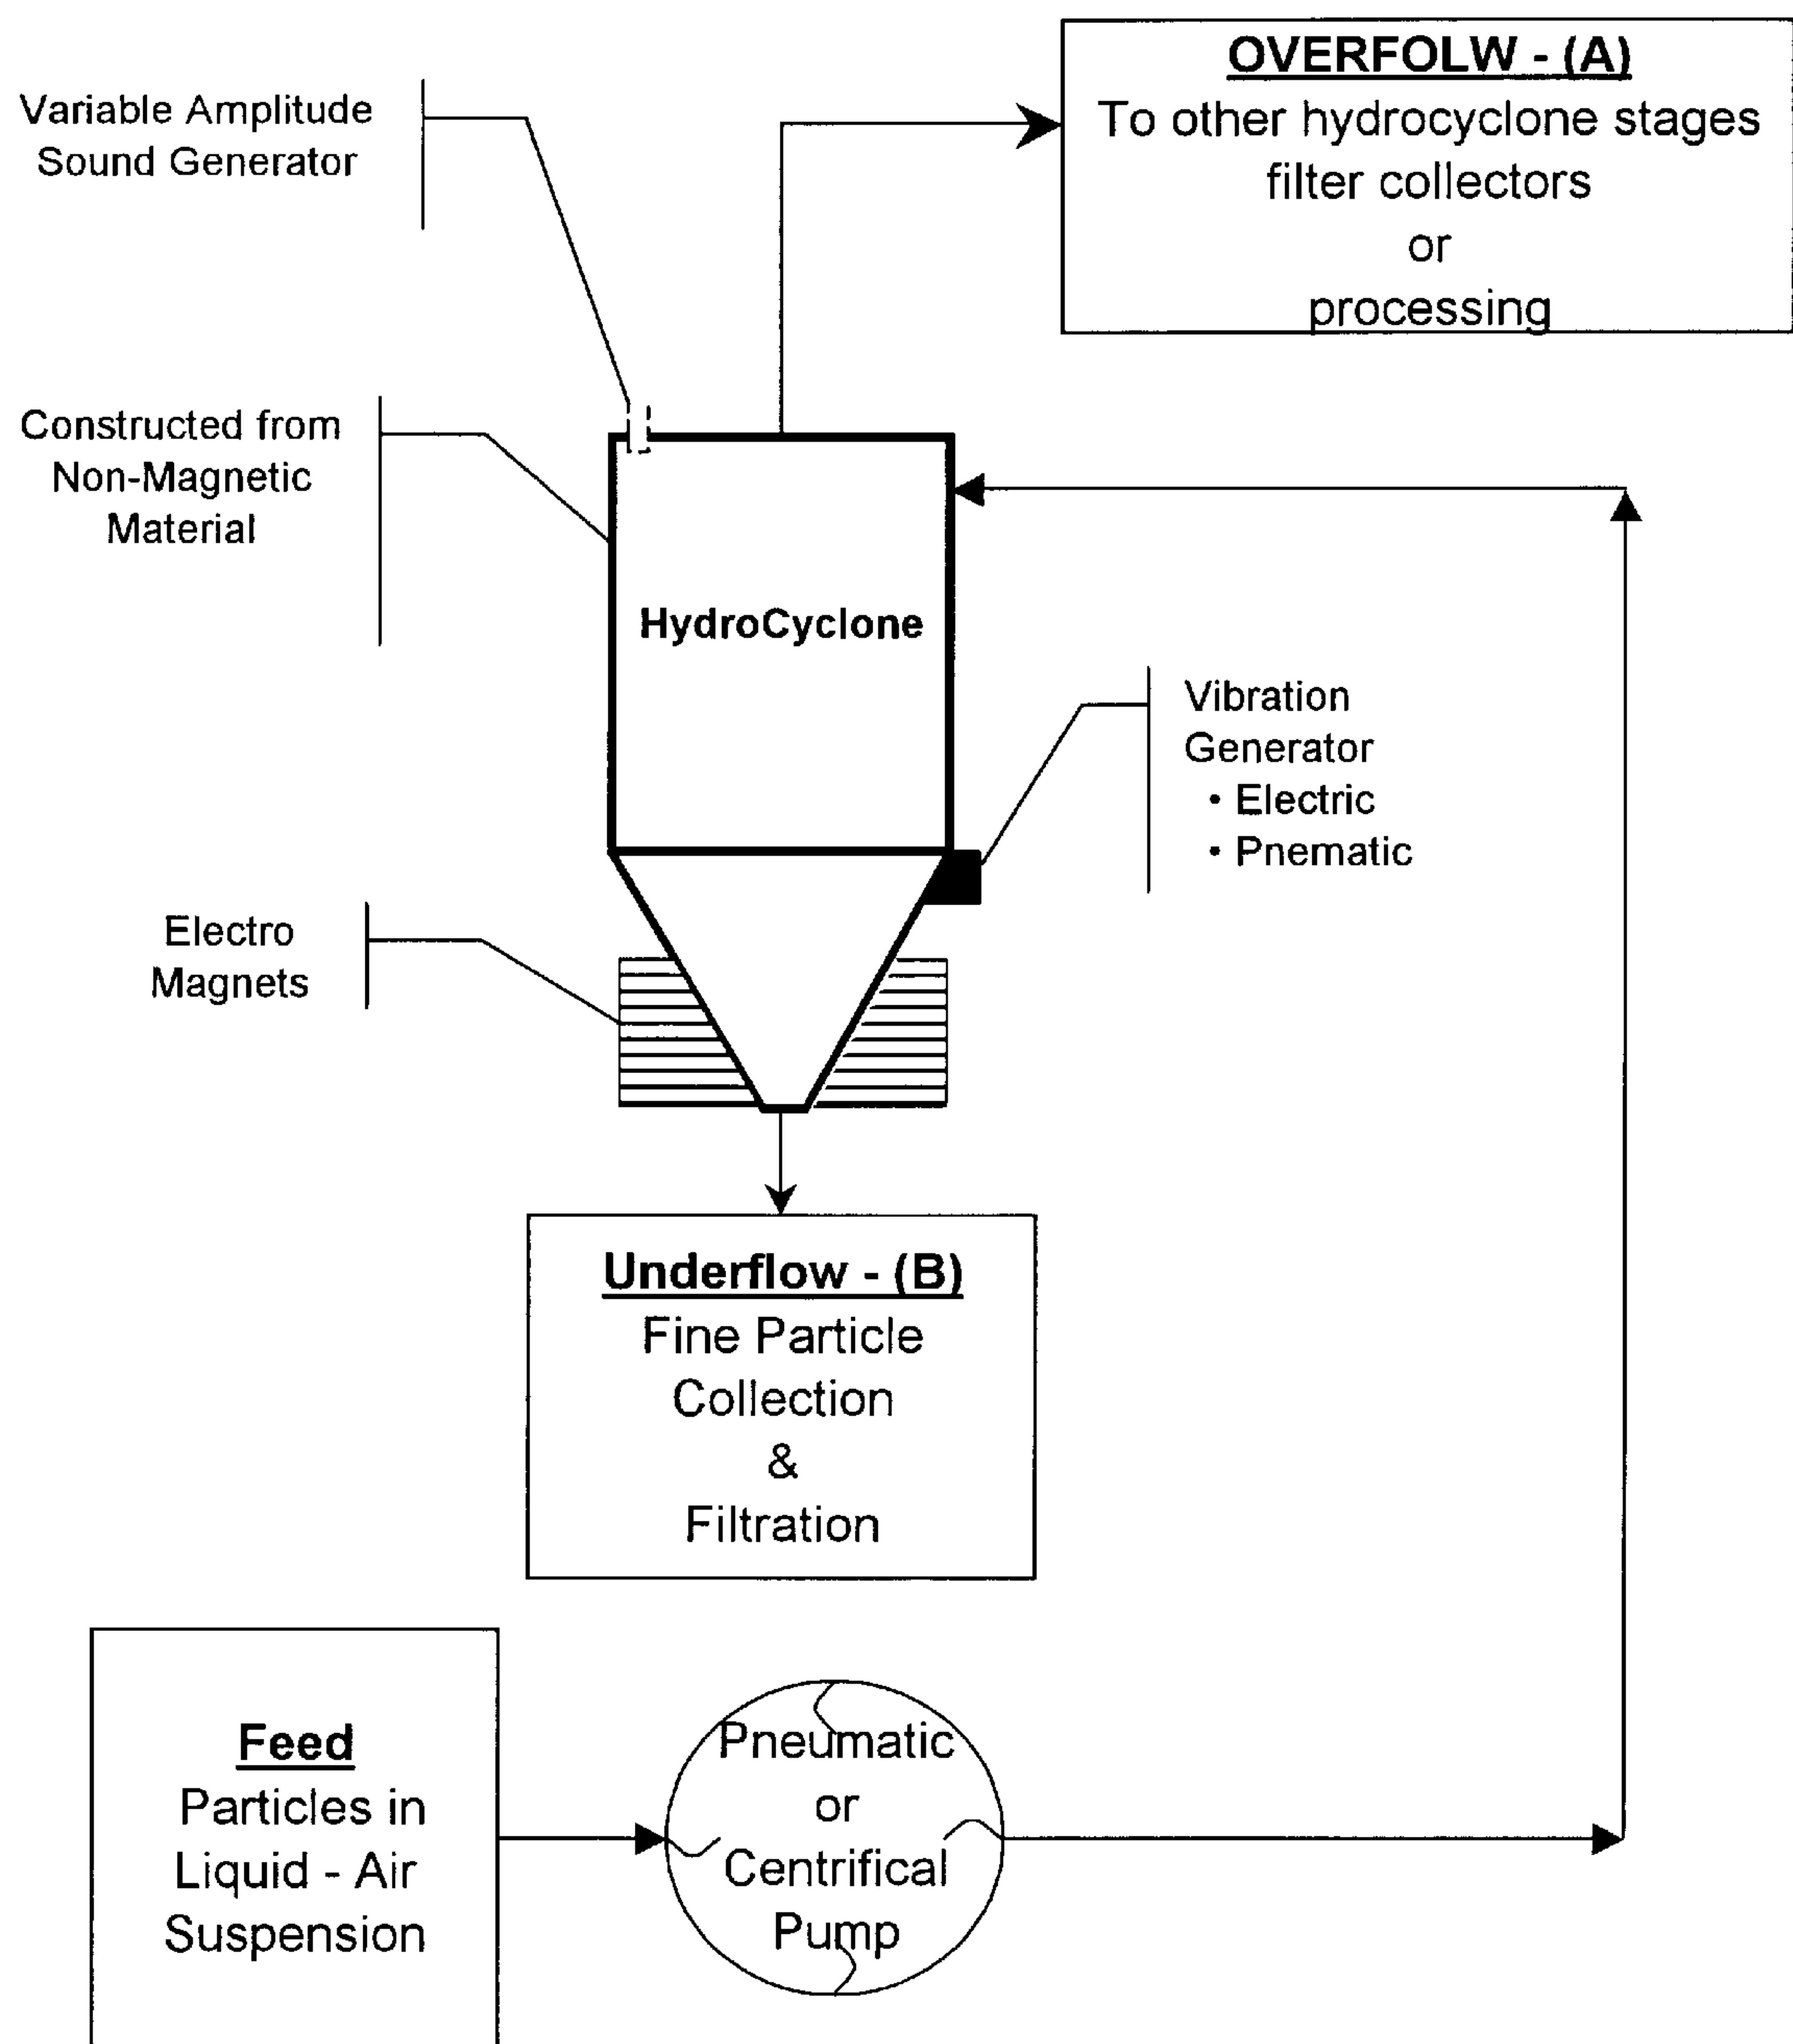 OVERFOLW - (A)
To other hydrocyclone stages
filter collectors
or
processing
Variable Amplitude
Sound Generator
Constructed from
Non-Magnetic
Material
HydroCyclone
Vibration
Generator
• Electric
• Pnematic
Electro
Magnets
Underflow - (B)
Fine Particle
Collection
&
Filtration
Feed
Particles in
Liquid - Air
Suspension
Pneumatic
or
Centrifical
Pump